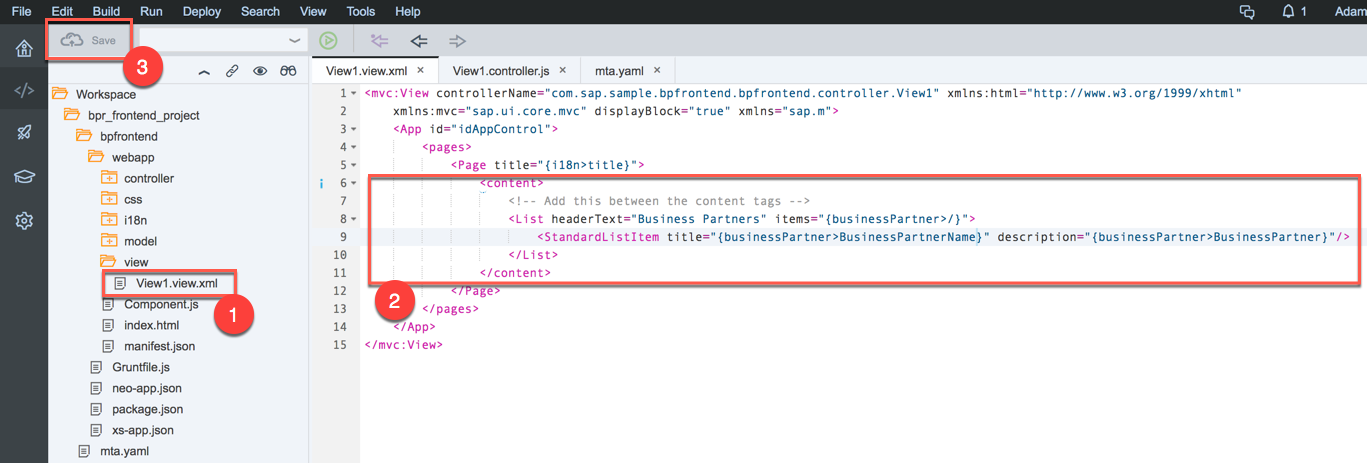 File Edit Build Run Deploy Search View Tools Help 1 Adam
Save
3
View1.view.xml × View1.controller.js × mta.yaml ×
Workspace
bpr_frontend_project
bpfrontend
webapp
controller
css
i18n
model
view
View1.view.xml
1
Component.js
index.html
manifest.json
Gruntfile.js
neo-app.json
package.json
xs-app.json
mta.yaml
1 <mvc:View controllerName="com.sap.sample.bpfrontend.bpfrontend.controller.View1" xmlns:html="http://www.w3.org/1999/xhtml"
2 xmlns:mvc="sap.ui.core.mvc" displayBlock="true" xmlns="sap.m">
3 <App id="idAppControl">
4 <pages>
5 <Page title="{i18n>title}">
i 6 <content>
7 <!-- Add this between the content tags -->
8 <List headerText="Business Partners" items="{businessPartner>/}">
9 <StandardListItem title="{businessPartner>BusinessPartnerName}" description="{businessPartner>BusinessPartner}"/>
10 </List>
11 </content>
12 </Page>
13 </pages>
14 </App>
15 </mvc:View>
2